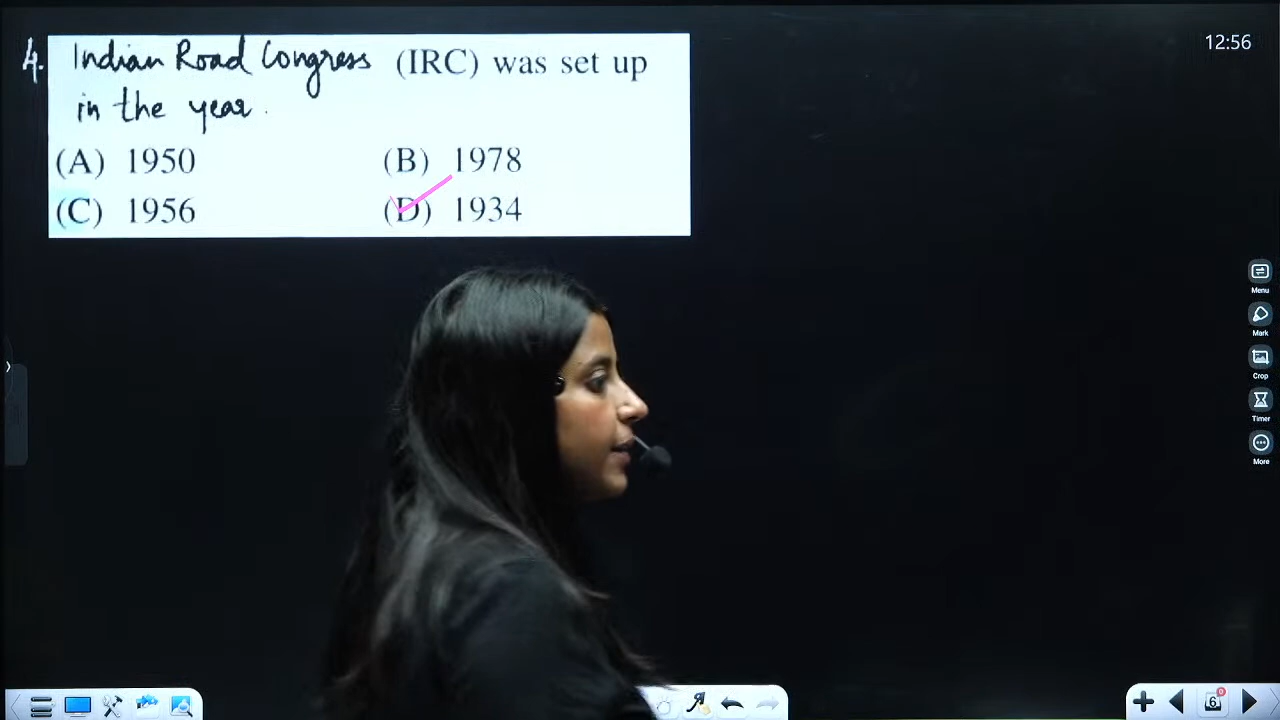 12:56
4. Indian Road Congress (IRC) was set up
in the year.
(A) 1950 (B) 1978
(C) 1956 (D) 1934
Menu
Mark
Crop
Timer
More
6